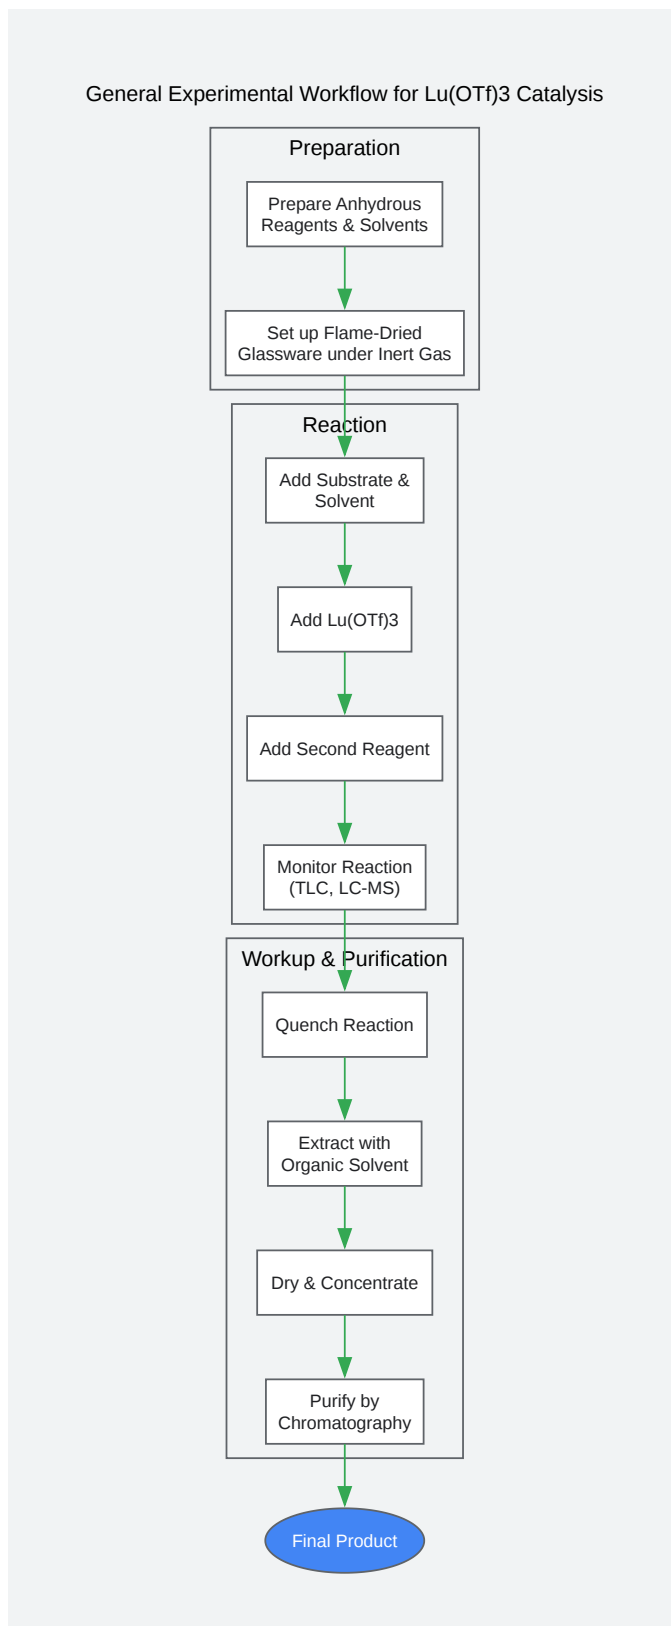 General Experimental Workflow for Lu(OTf)3 Catalysis
Preparation
Prepare Anhydrous
Reagents & Solvents
Set up Flame-Dried
Glassware under Inert Gas
Reaction
Add Substrate &
Solvent
Add Lu(OTf)3
Add Second Reagent
Monitor Reaction
(TLC, LC-MS)
Workup & Purification
Quench Reaction
Extract with
Organic Solvent
Dry & Concentrate
Purify by
Chromatography
Final Product